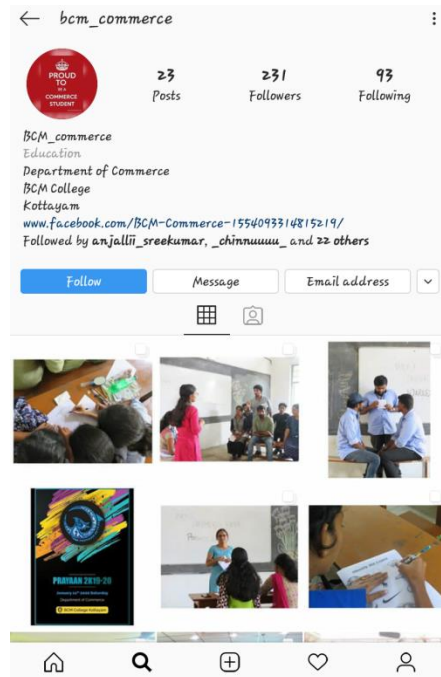 bcm_commerce
PROUD
TO
BE A
COMMERCE
STUDENT
23 231 93
Posts Followers Following
BCM_commerce
Education
Department of Commerce
BCM College
Kottayam
www.facebook.com/BCM-Commerce-1554093314815219/
Followed by anjallii_sreekumar, _chinnuuuu_ and 22 others
Follow Message Email address
PRAYAAN 2K19-20
Department of Commerce
BCM College Kottayam